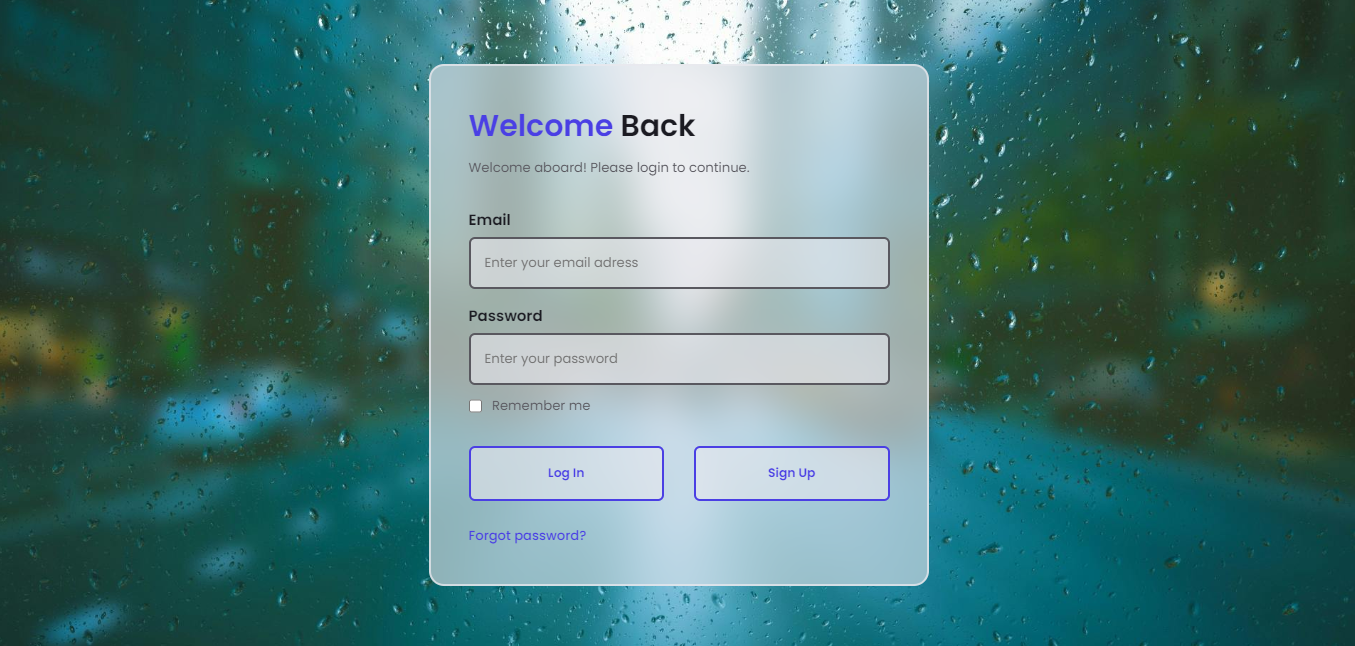 Welcome Back
Welcome aboard! Please login to continue.
Email
Enter your email adress
Password
Enter your password
Remember me
Log In Sign Up
Forgot password?